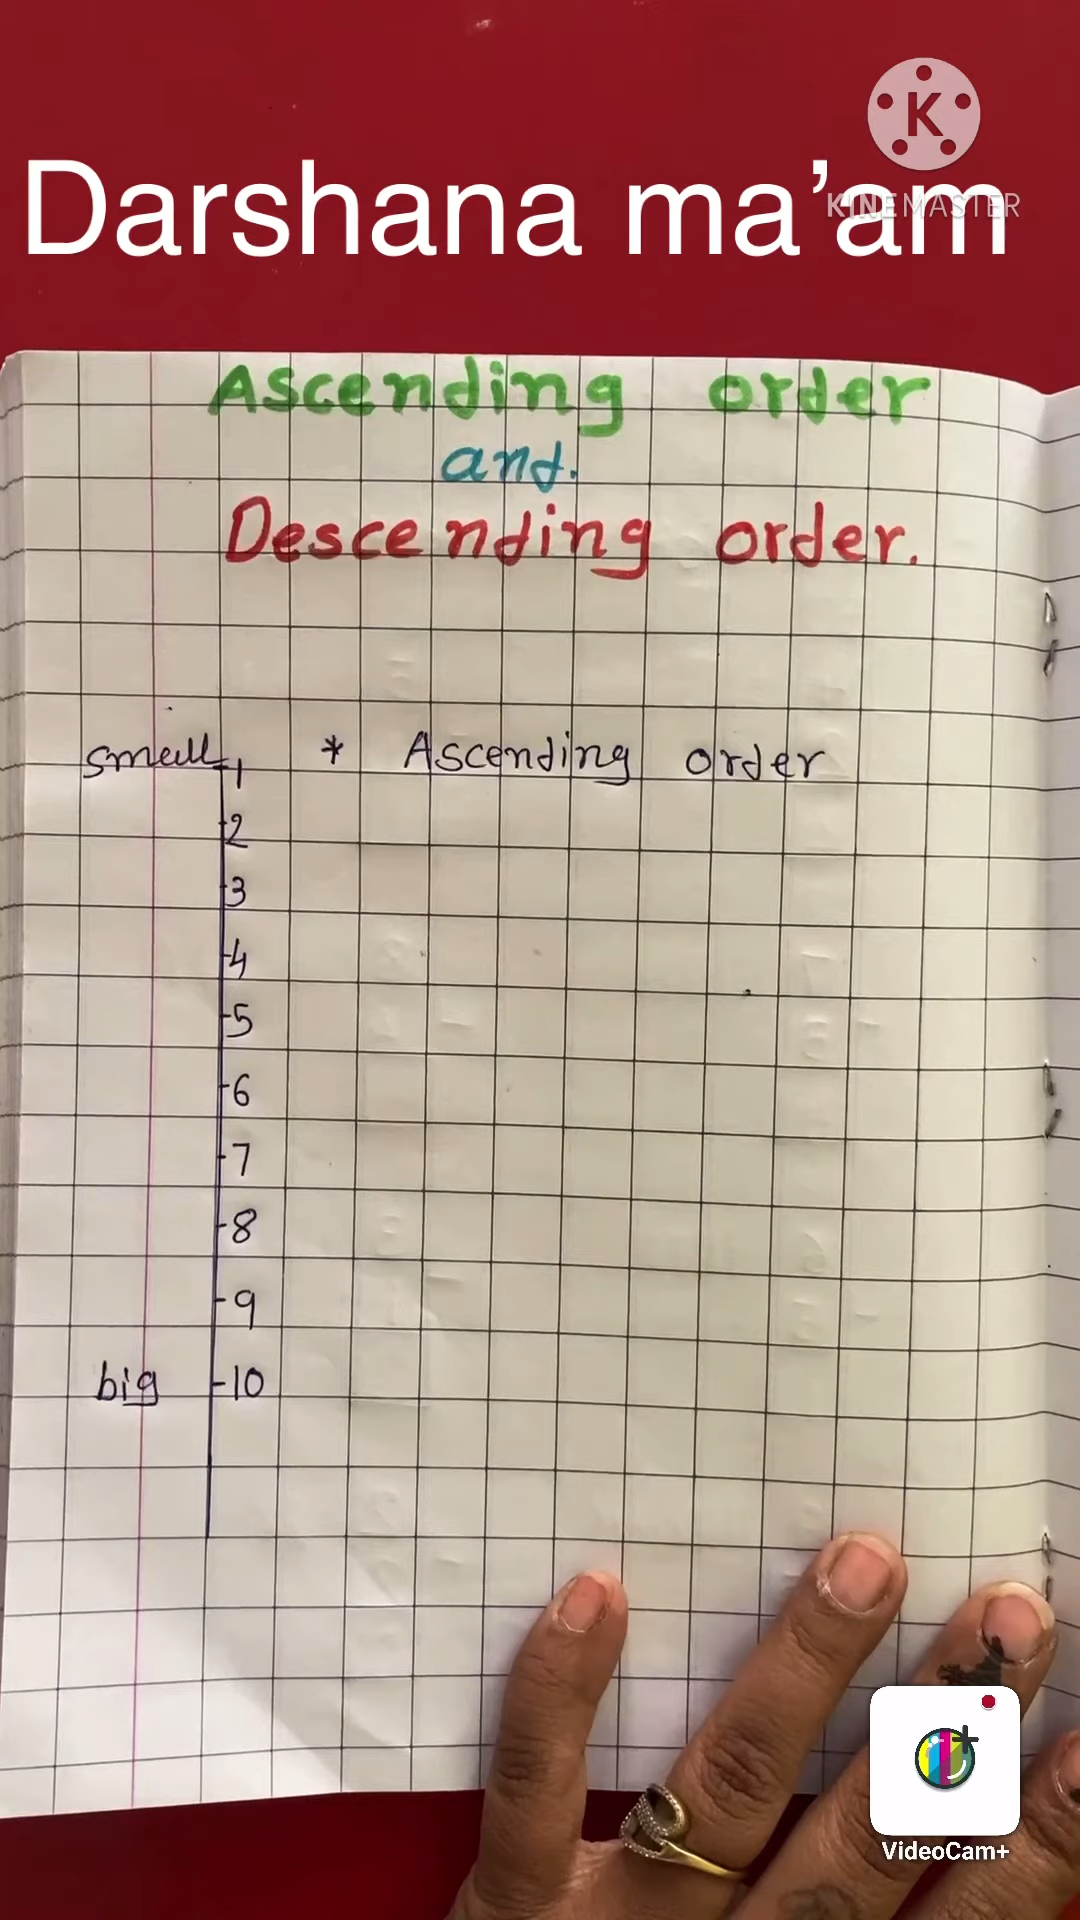 K
KINEMASTER
Darshana ma’am
Ascending order
and.
Descending order.
small 1 * Ascending order
2
3
4
5
6
7
8
9
big 10
VideoCam+